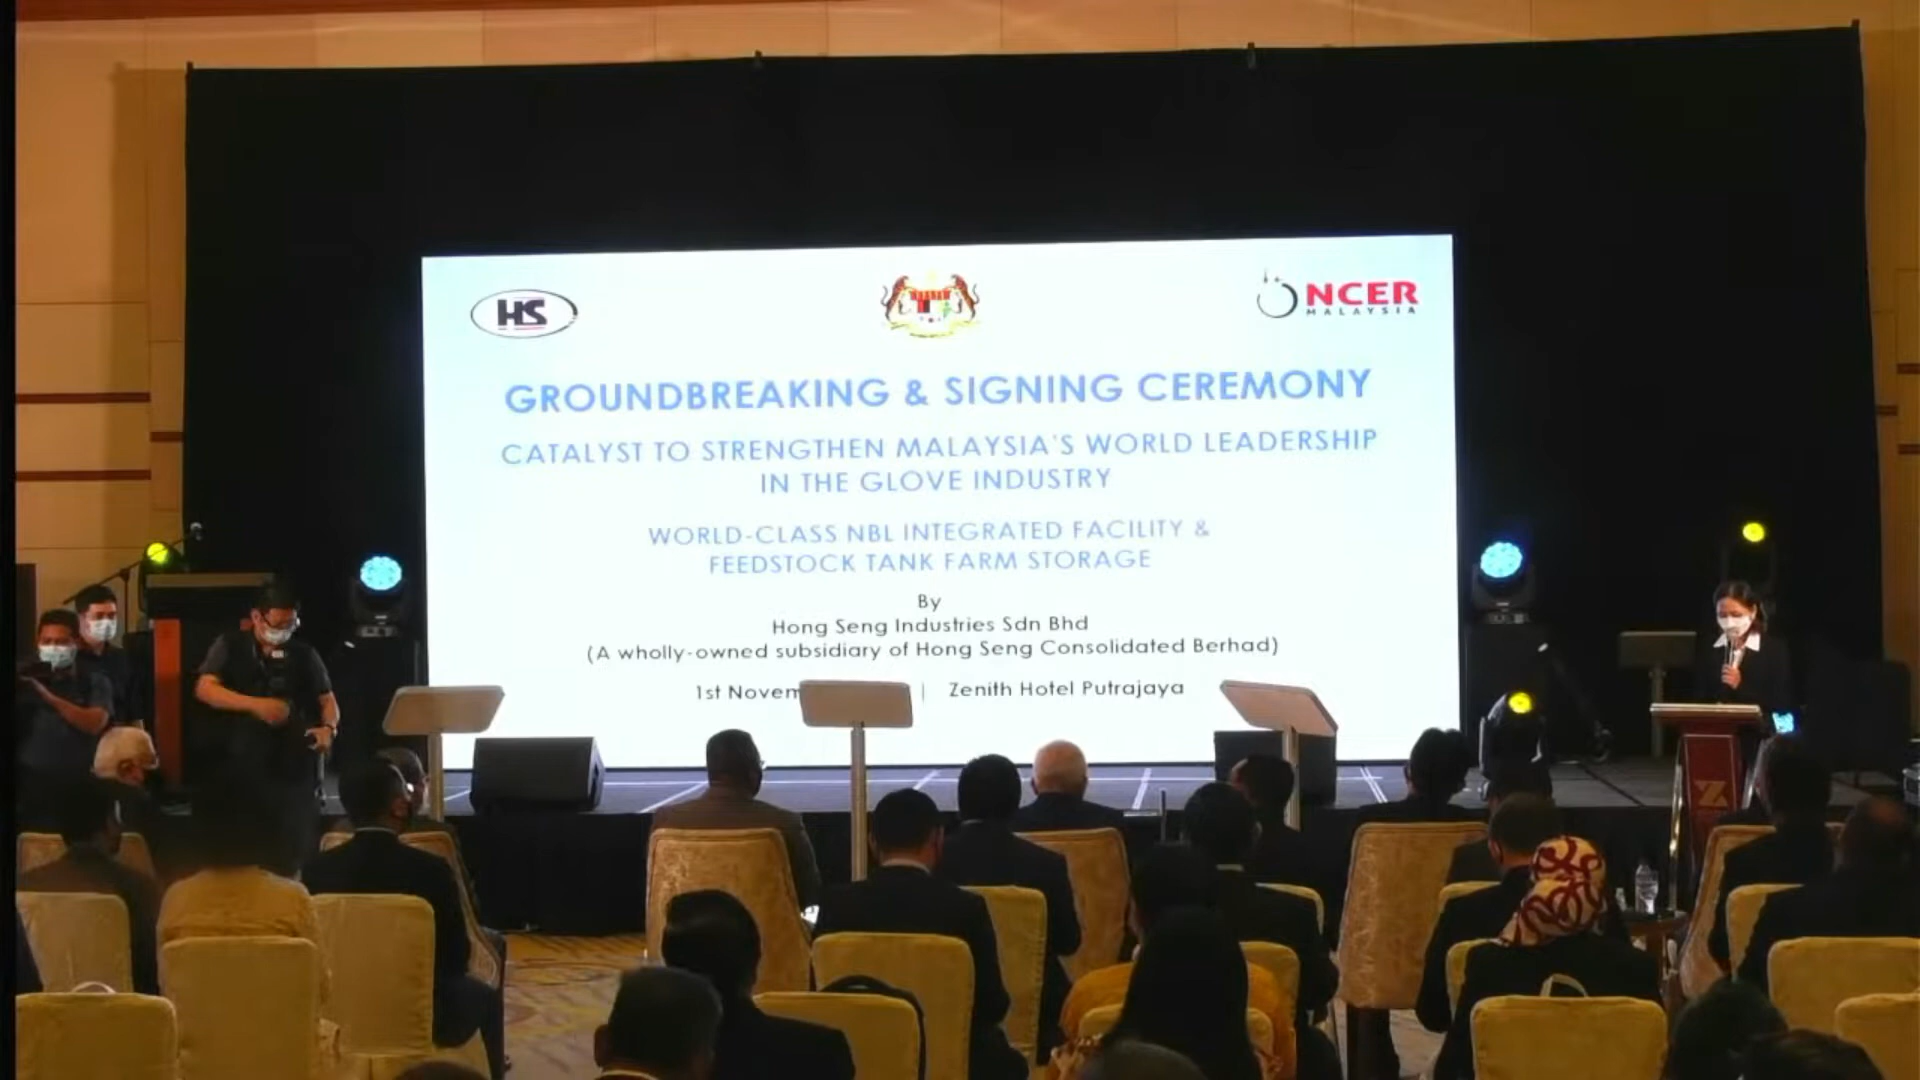 HS
NCER
MALAYSIA
GROUNDBREAKING & SIGNING CEREMONY
CATALYST TO STRENGTHEN MALAYSIA'S WORLD LEADERSHIP
IN THE GLOVE INDUSTRY
WORLD-CLASS NBL INTEGRATED FACILITY &
FEEDSTOCK TANK FARM STORAGE
By
Hong Seng Industries Sdn Bhd
(A wholly-owned subsidiary of Hong Seng Consolidated Berhad)
1st Novem | Zenith Hotel Putrajaya